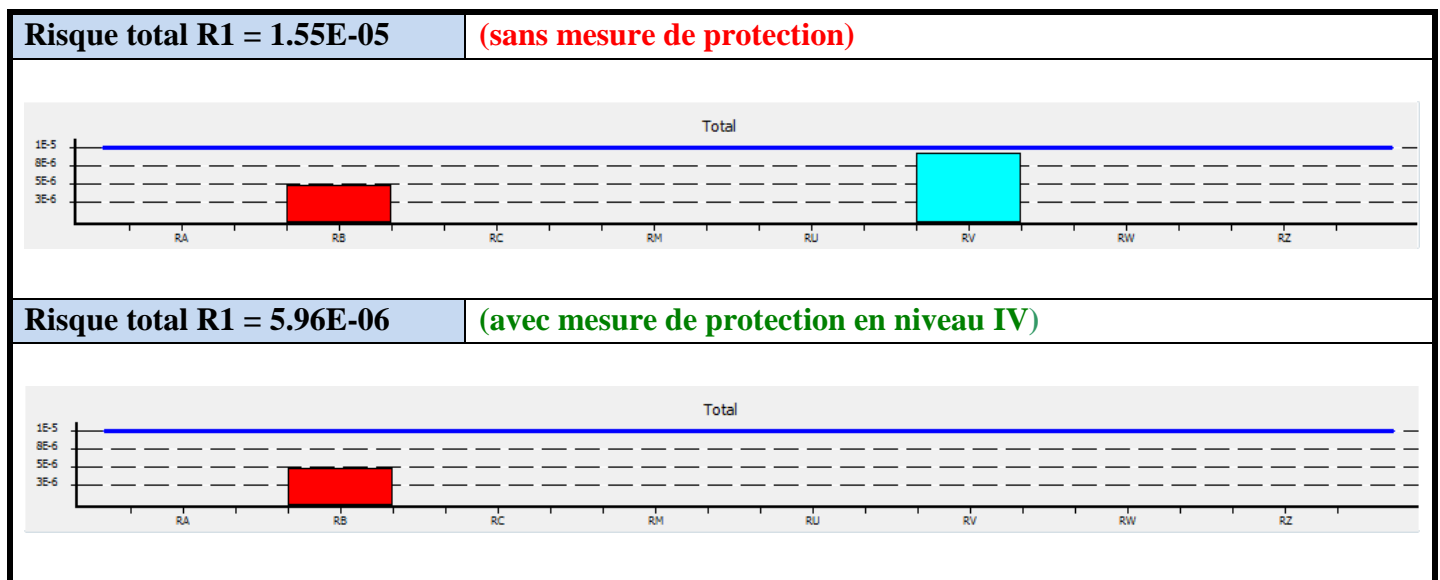 Risque total R1 = 1.55E-05 (sans mesure de protection)
Total
1E-5
8E-6
5E-6
3E-6
RA RB RC RM RU RV RW RZ
Risque total R1 = 5.96E-06 (avec mesure de protection en niveau IV)
Total
1E-5
8E-6
5E-6
3E-6
RA RB RC RM RU RV RW RZ